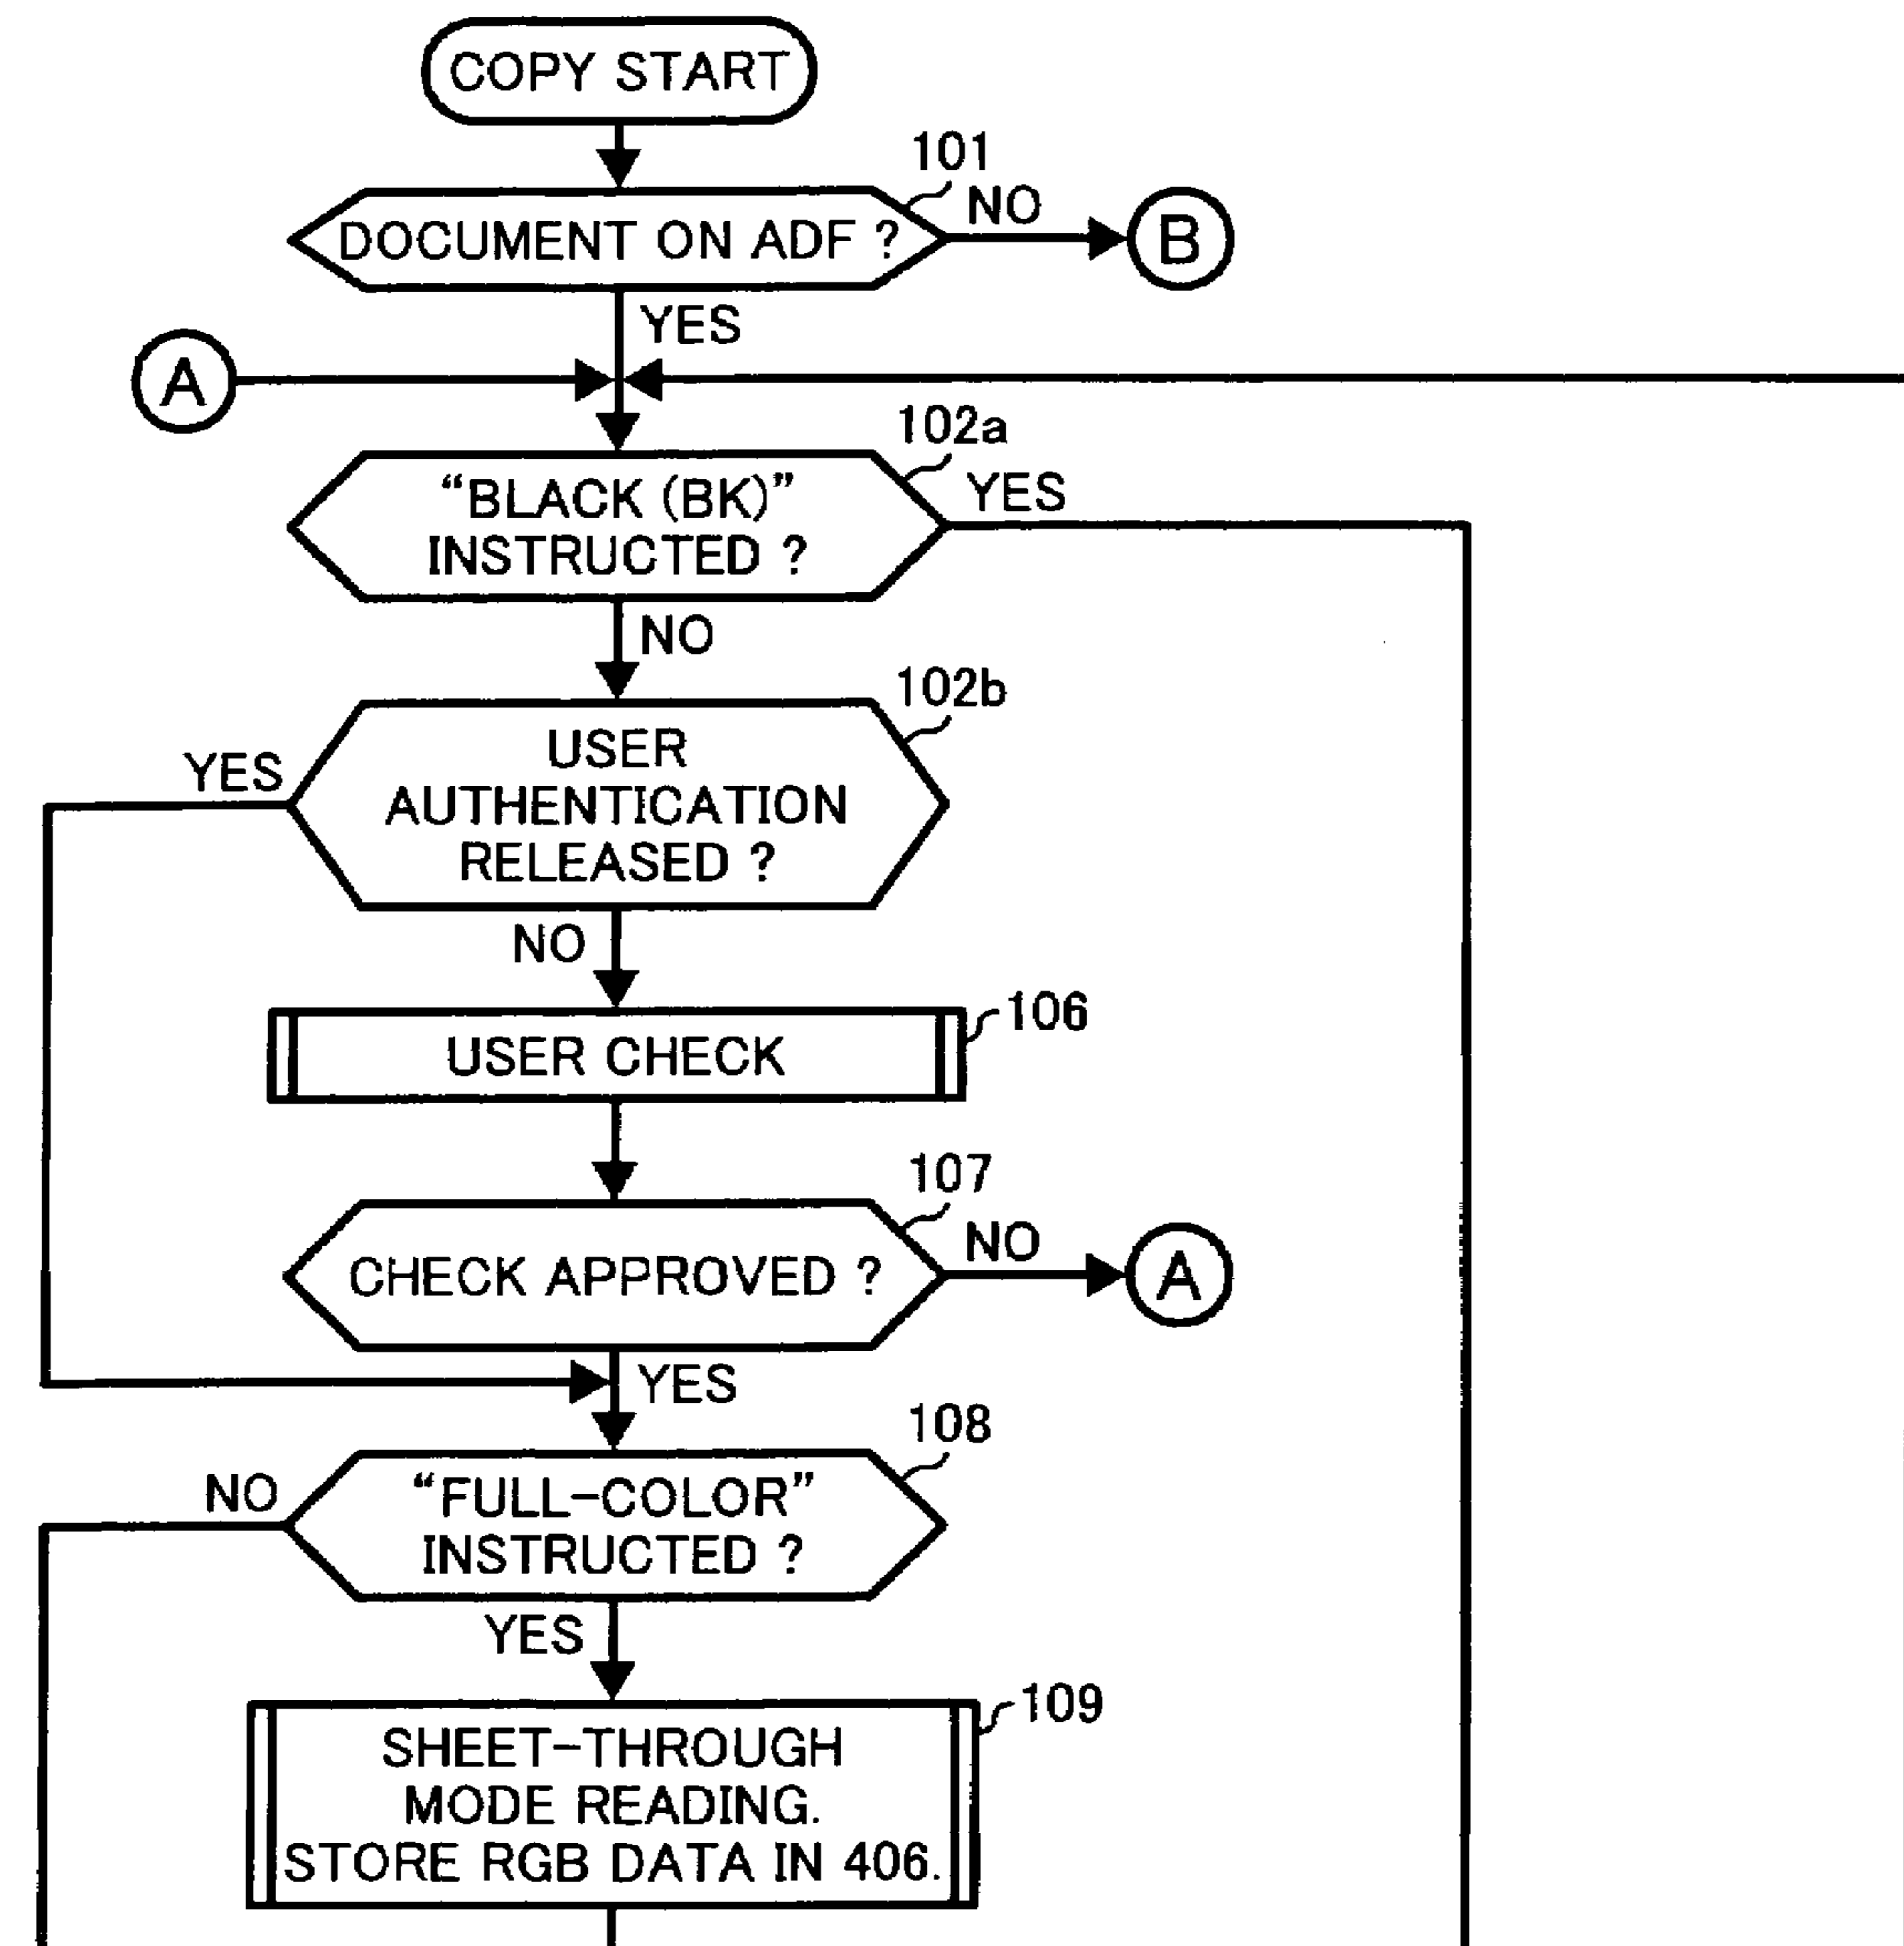 COPY START
101
DOCUMENT ON ADF ?
NO
B
YES
A
102a
“BLACK (BK)”
INSTRUCTED ?
YES
NO
102b
YES
USER
AUTHENTICATION
RELEASED ?
NO
106
USER CHECK
107
CHECK APPROVED ?
NO
A
YES
108
NO
“FULL-COLOR”
INSTRUCTED ?
YES
109
SHEET-THROUGH
MODE READING.
STORE RGB DATA IN 406.